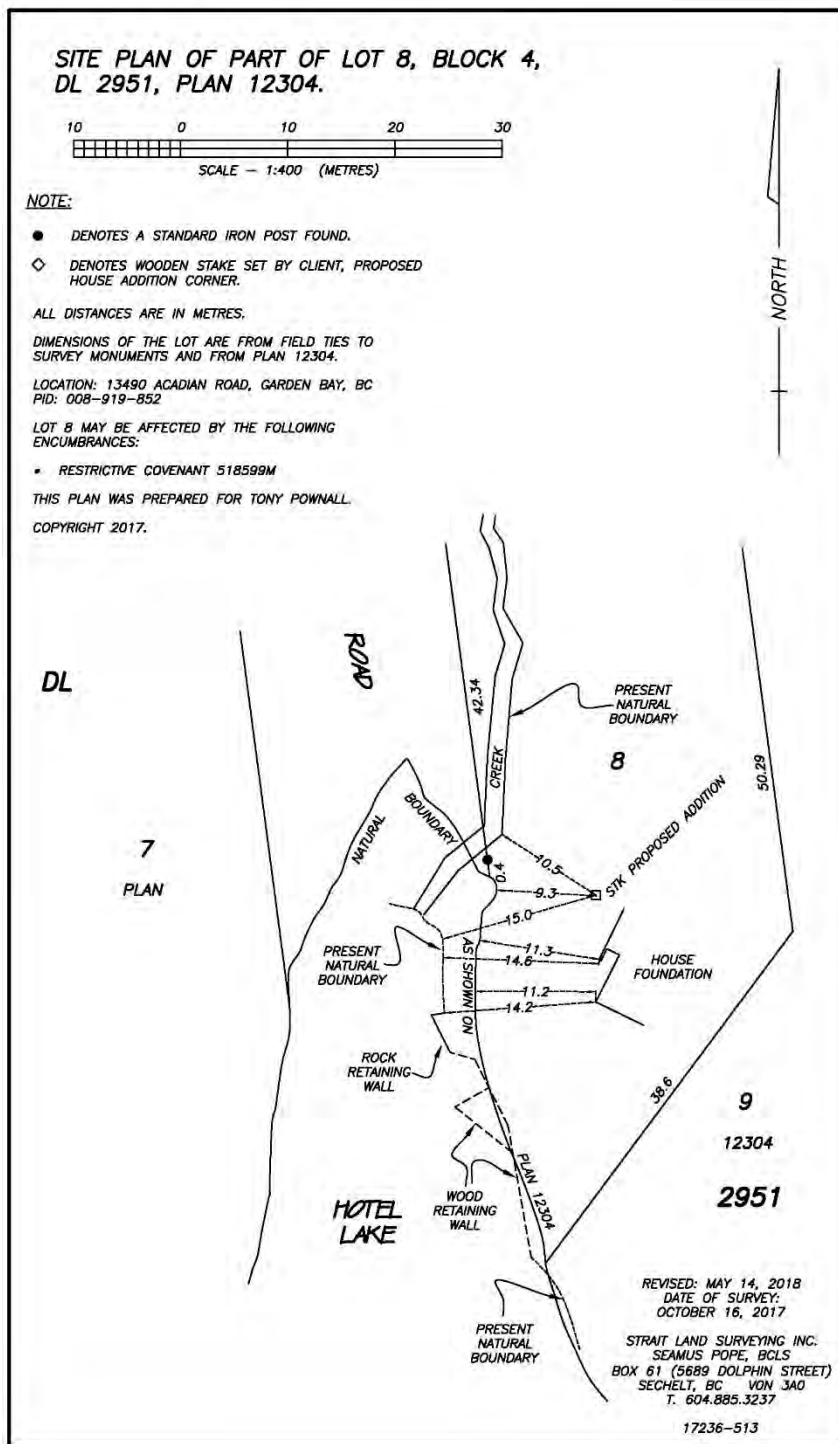 SITE PLAN OF PART OF LOT 8, BLOCK 4,
DL 2951, PLAN 12304.
10 0 10 20 30
SCALE – 1:400 (METRES)
NOTE:
● DENOTES A STANDARD IRON POST FOUND.
◇ DENOTES WOODEN STAKE SET BY CLIENT, PROPOSED
HOUSE ADDITION CORNER.
ALL DISTANCES ARE IN METRES.
DIMENSIONS OF THE LOT ARE FROM FIELD TIES TO
SURVEY MONUMENTS AND FROM PLAN 12304.
LOCATION: 13490 ACADIAN ROAD, GARDEN BAY, BC
PID: 008–919–852
LOT 8 MAY BE AFFECTED BY THE FOLLOWING
ENCUMBRANCES:
• RESTRICTIVE COVENANT 518599M
THIS PLAN WAS PREPARED FOR TONY POWNALL.
COPYRIGHT 2017.
NORTH
DL
ROAD
42.34
CREEK
PRESENT
NATURAL
BOUNDARY
8
50.29
7
PLAN
NATURAL
BOUNDARY
0.4
10.5
STK PROPOSED ADDITION
9.3
15.0
PRESENT
NATURAL
BOUNDARY
AS SHOWN ON
11.3
14.6
HOUSE
FOUNDATION
11.2
14.2
ROCK
RETAINING
WALL
38.6
9
12304
2951
WOOD
RETAINING
WALL
PLAN 12304
HOTEL
LAKE
PRESENT
NATURAL
BOUNDARY
REVISED: MAY 14, 2018
DATE OF SURVEY:
OCTOBER 16, 2017
STRAIT LAND SURVEYING INC.
SEAMUS POPE, BCLS
BOX 61 (5689 DOLPHIN STREET)
SECHELT, BC V0N 3A0
T. 604.885.3237
17236–513